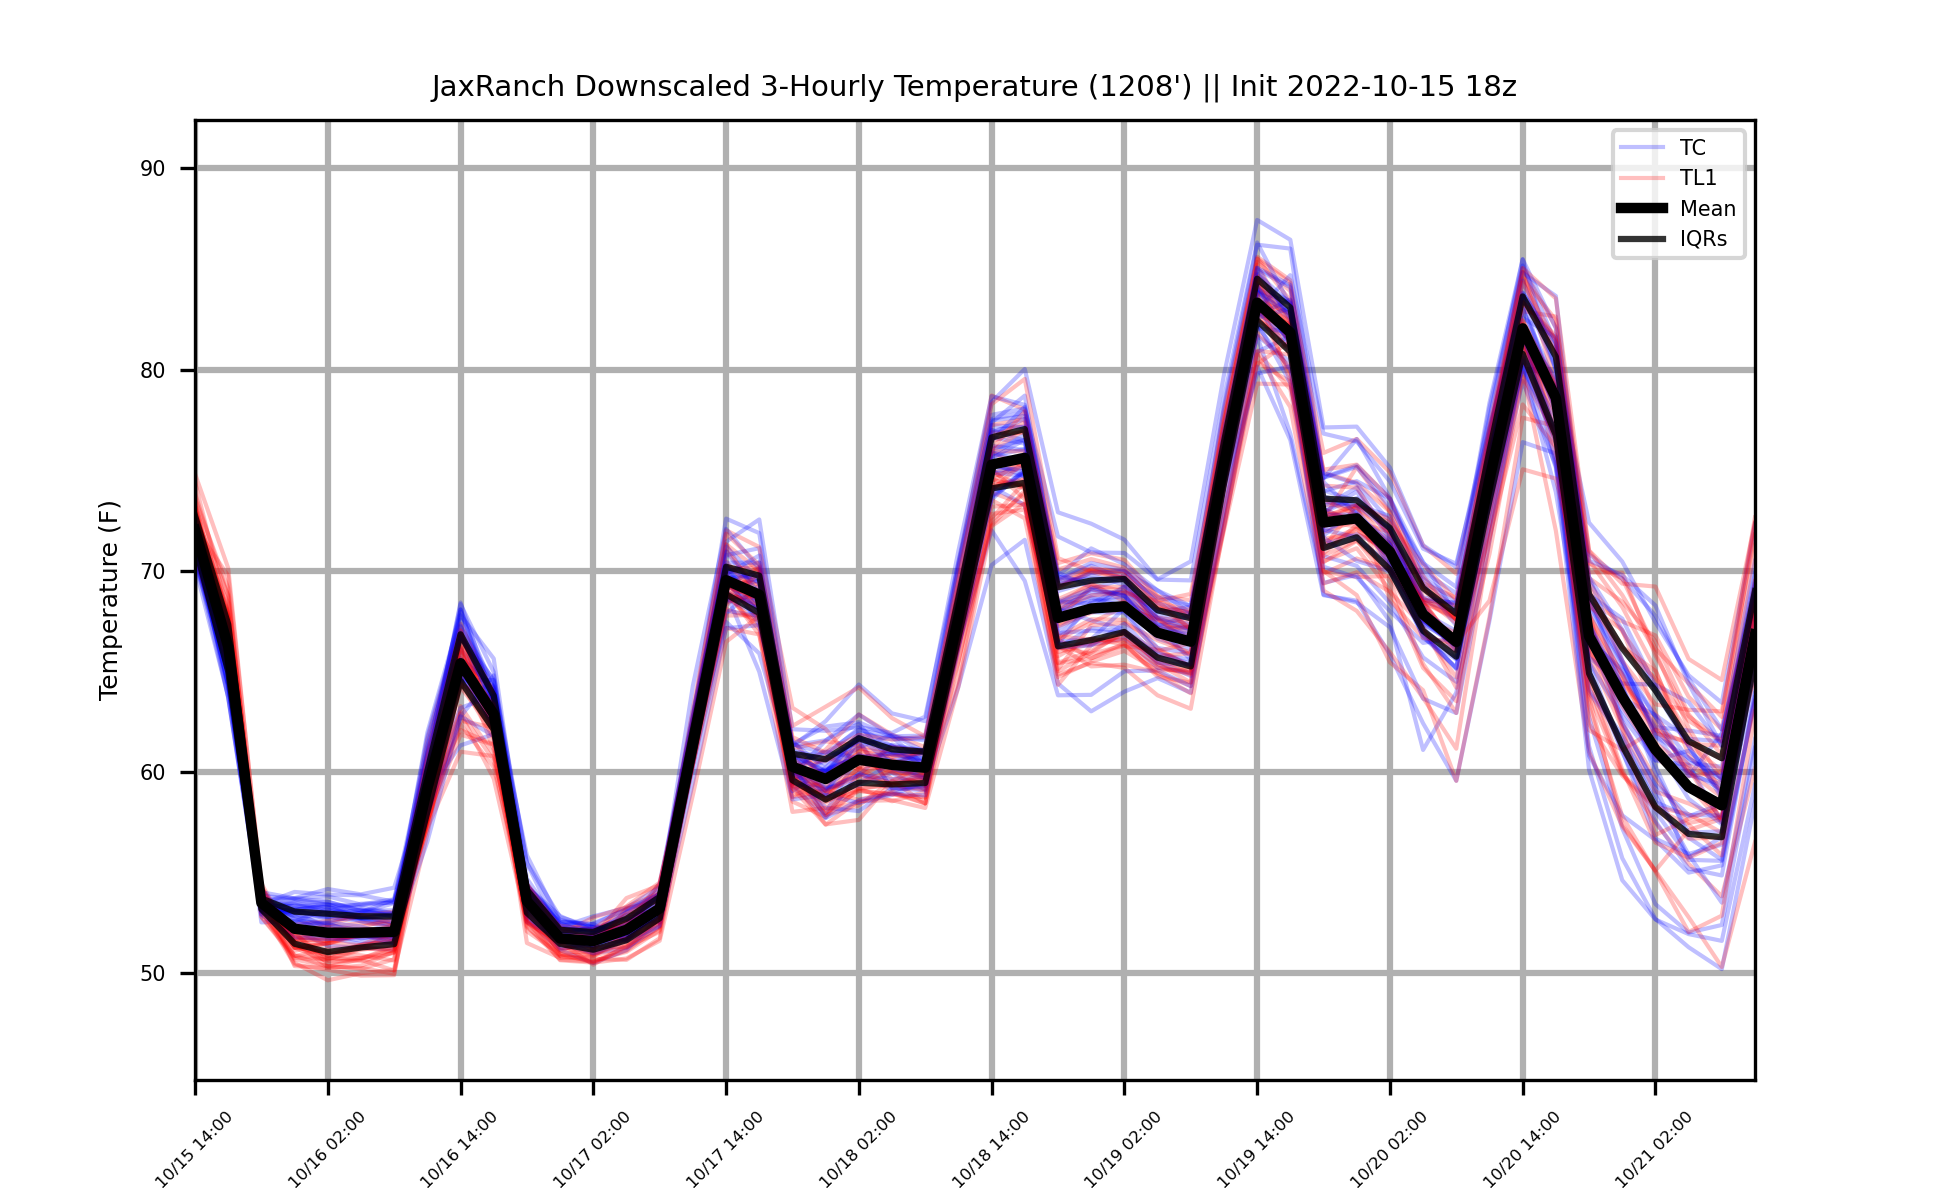 JaxRanch Downscaled 3-Hourly Temperature (1208') || Init 2022-10-15 18z
TC
TL1
Mean
IQRs
Temperature (F)
90
80
70
60
50
10/15 14:00
10/16 02:00
10/16 14:00
10/17 02:00
10/17 14:00
10/18 02:00
10/18 14:00
10/19 02:00
10/19 14:00
10/20 02:00
10/20 14:00
10/21 02:00